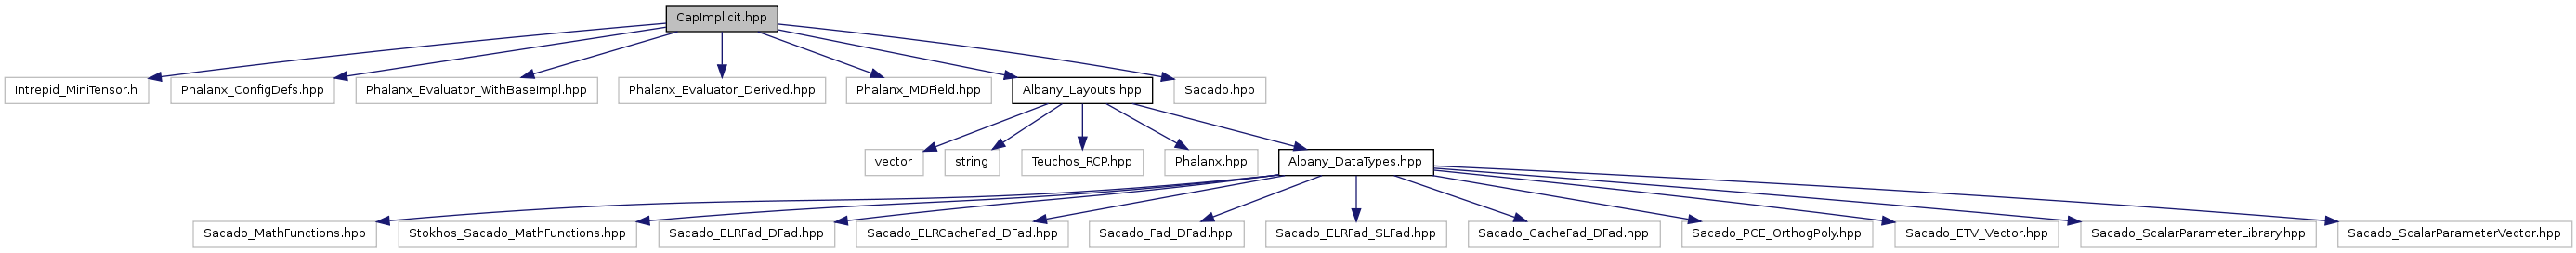 CapImplicit.hpp
Intrepid_MiniTensor.h
Phalanx_ConfigDefs.hpp
Phalanx_Evaluator_WithBaseImpl.hpp
Phalanx_Evaluator_Derived.hpp
Phalanx_MDField.hpp
Albany_Layouts.hpp
Sacado.hpp
vector
string
Teuchos_RCP.hpp
Phalanx.hpp
Albany_DataTypes.hpp
Sacado_MathFunctions.hpp
Stokhos_Sacado_MathFunctions.hpp
Sacado_ELRFad_DFad.hpp
Sacado_ELRCacheFad_DFad.hpp
Sacado_Fad_DFad.hpp
Sacado_ELRFad_SLFad.hpp
Sacado_CacheFad_DFad.hpp
Sacado_PCE_OrthogPoly.hpp
Sacado_ETV_Vector.hpp
Sacado_ScalarParameterLibrary.hpp
Sacado_ScalarParameterVector.hpp